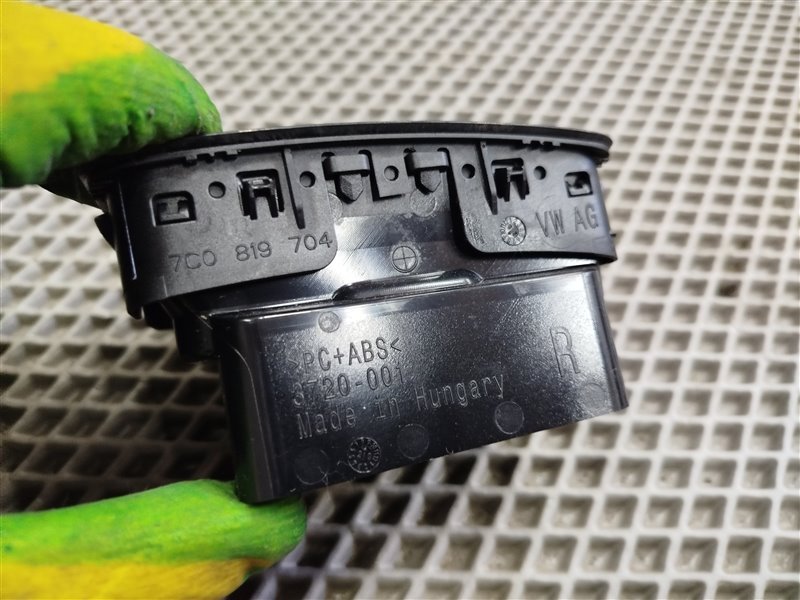 7C0 819 704
VW AG
>PC+ABS<
3720-001
Made in Hungary
R